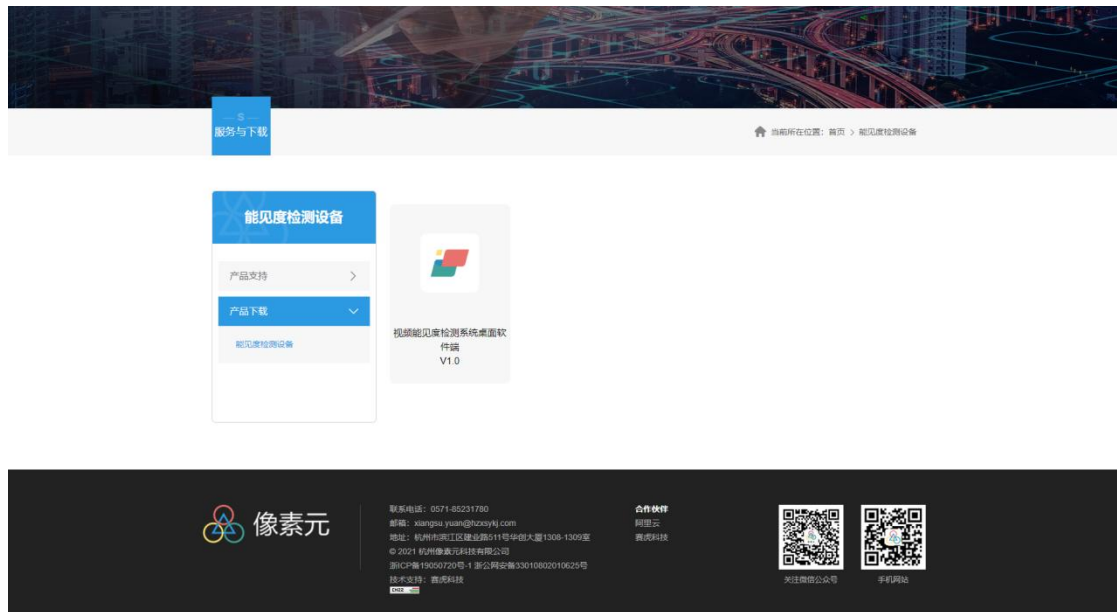 S
服务与下载
当前所在位置：首页 > 能见度检测设备
能见度检测设备
产品支持
产品下载
能见度检测设备
视频能见度检测系统桌面软
件端
V1.0
像素元
联系电话：0571-85231780
邮箱：xiangsu.yuan@hzxsykj.com
地址：杭州市滨江区建业路511号华创大厦1308-1309室
© 2021 杭州像素元科技有限公司
浙ICP备19050720号-1 浙公网安备33010802010625号
技术支持：赛虎科技
CNZZ
合作伙伴
阿里云
赛虎科技
关注微信公众号
手机网站